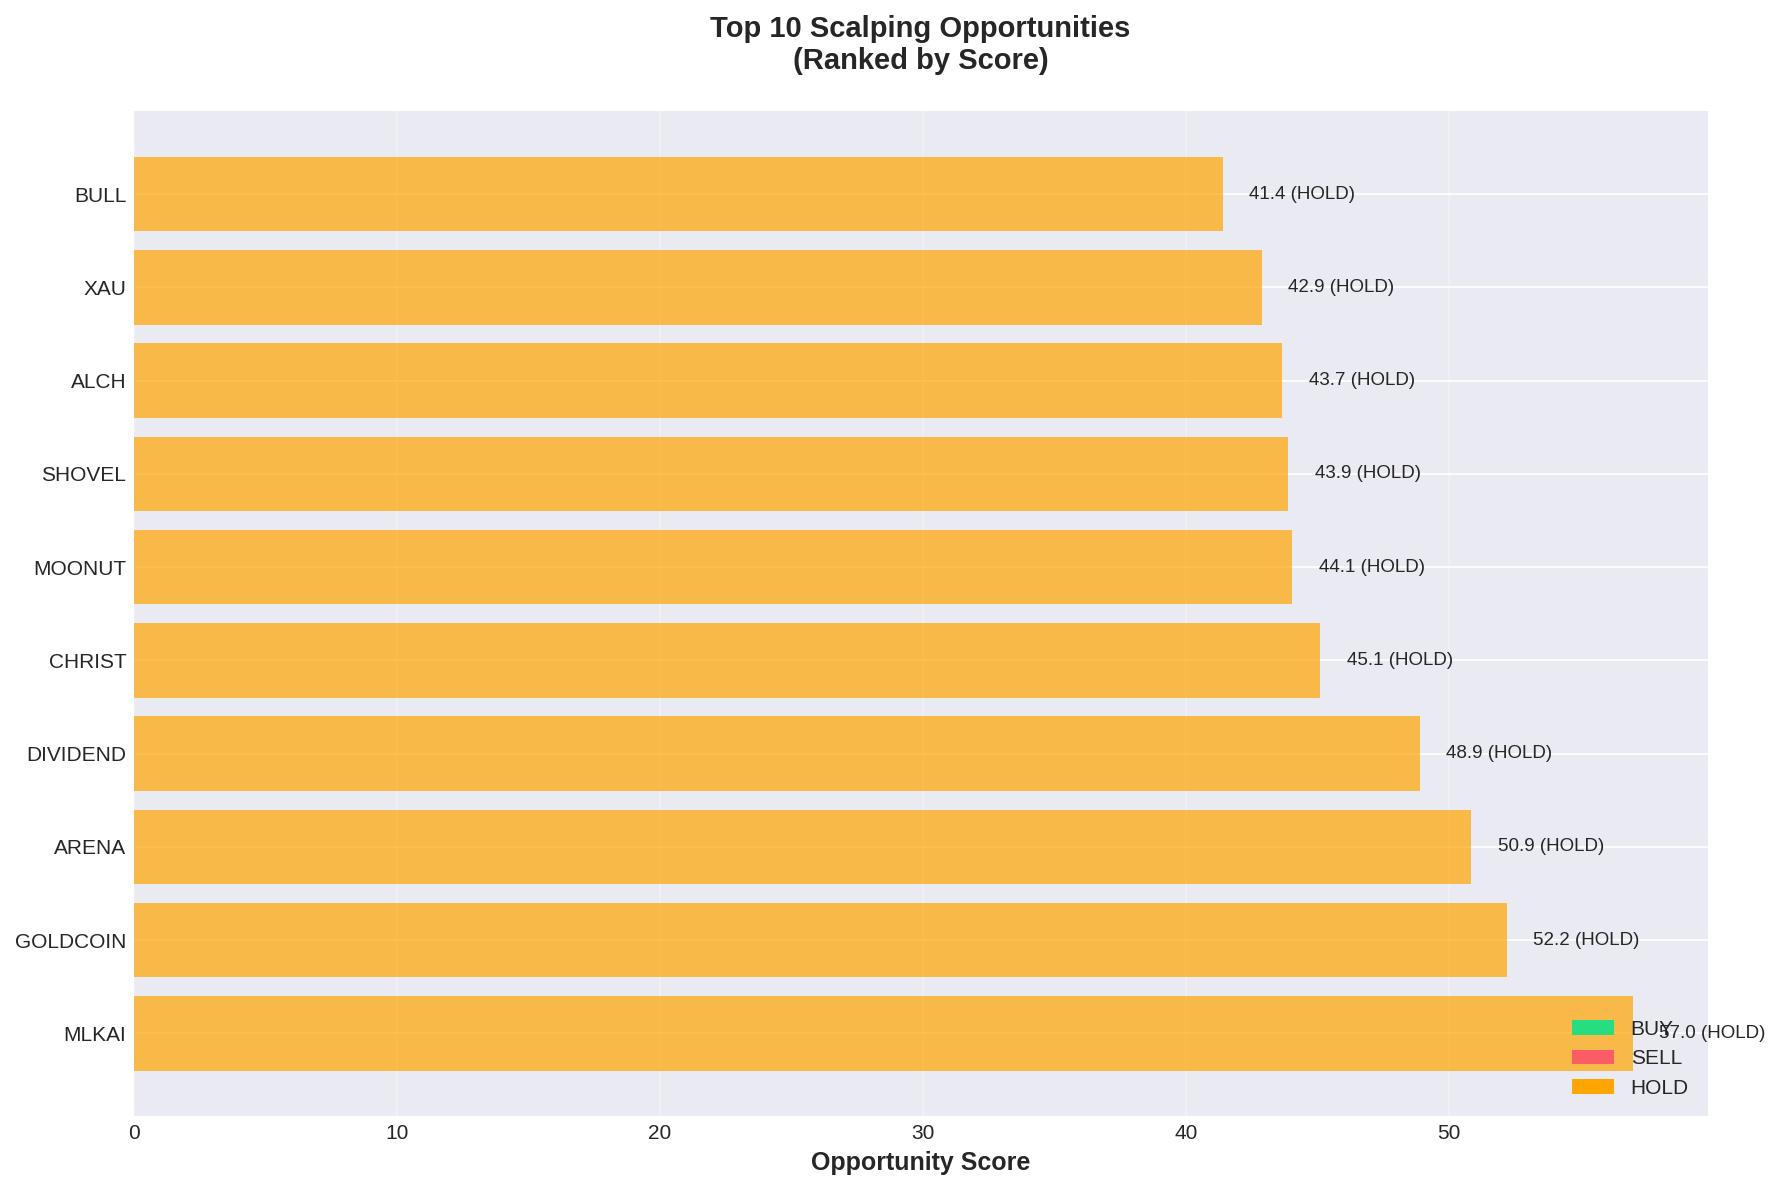 Top 10 Scalping Opportunities
(Ranked by Score)
BULL
41.4 (HOLD)
XAU
42.9 (HOLD)
ALCH
43.7 (HOLD)
SHOVEL
43.9 (HOLD)
MOONUT
44.1 (HOLD)
CHRIST
45.1 (HOLD)
DIVIDEND
48.9 (HOLD)
ARENA
50.9 (HOLD)
GOLDCOIN
52.2 (HOLD)
MLKAI
57.0 (HOLD)
BUY
SELL
HOLD
0 10 20 30 40 50
Opportunity Score